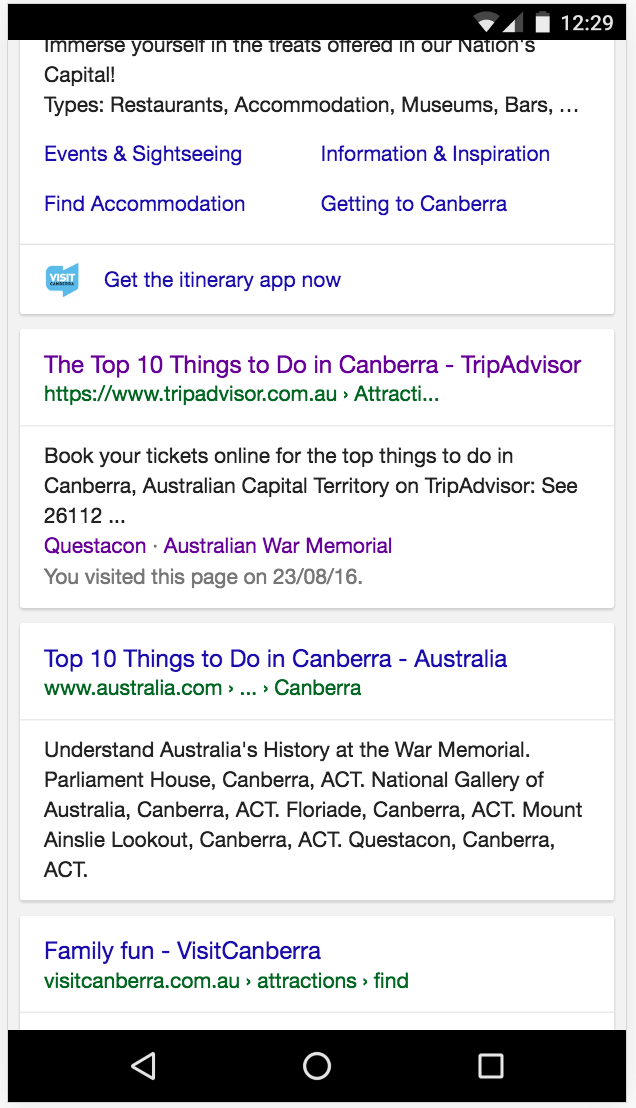 12:29
Immerse yourself in the treats offered in our Nation's
Capital!
Types: Restaurants, Accommodation, Museums, Bars, …
Events & Sightseeing
Information & Inspiration
Find Accommodation
Getting to Canberra
VISIT
CANBERRA
Get the itinerary app now
The Top 10 Things to Do in Canberra - TripAdvisor
https://www.tripadvisor.com.au › Attracti...
Book your tickets online for the top things to do in
Canberra, Australian Capital Territory on TripAdvisor: See
26112 ...
Questacon · Australian War Memorial
You visited this page on 23/08/16.
Top 10 Things to Do in Canberra - Australia
www.australia.com › ... › Canberra
Understand Australia's History at the War Memorial.
Parliament House, Canberra, ACT. National Gallery of
Australia, Canberra, ACT. Floriade, Canberra, ACT. Mount
Ainslie Lookout, Canberra, ACT. Questacon, Canberra,
ACT.
Family fun - VisitCanberra
visitcanberra.com.au › attractions › find